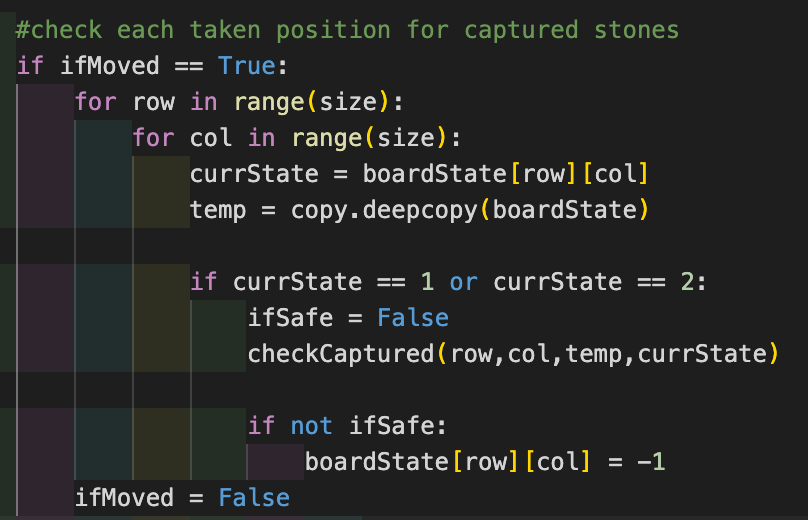 #check each taken position for captured stones
if ifMoved == True:
    for row in range(size):
        for col in range(size):
            currState = boardState[row][col]
            temp = copy.deepcopy(boardState)

            if currState == 1 or currState == 2:
                ifSafe = False
                checkCaptured(row,col,temp,currState)

                if not ifSafe:
                    boardState[row][col] = -1
    ifMoved = False